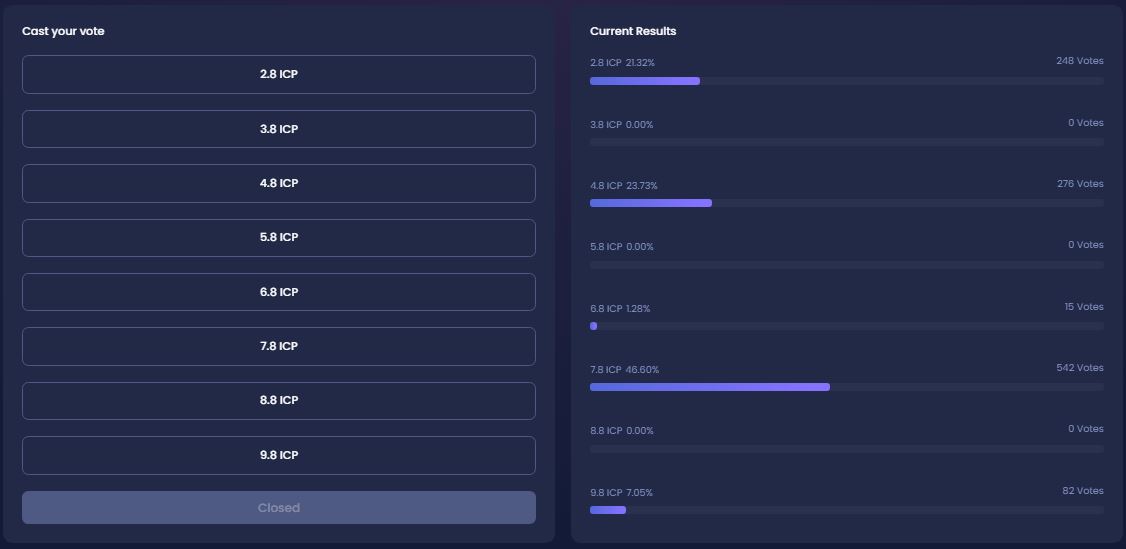 Cast your vote
2.8 ICP
3.8 ICP
4.8 ICP
5.8 ICP
6.8 ICP
7.8 ICP
8.8 ICP
9.8 ICP
Closed
Current Results
2.8 ICP 21.32% 248 Votes
3.8 ICP 0.00% 0 Votes
4.8 ICP 23.73% 276 Votes
5.8 ICP 0.00% 0 Votes
6.8 ICP 1.28% 15 Votes
7.8 ICP 46.60% 542 Votes
8.8 ICP 0.00% 0 Votes
9.8 ICP 7.05% 82 Votes